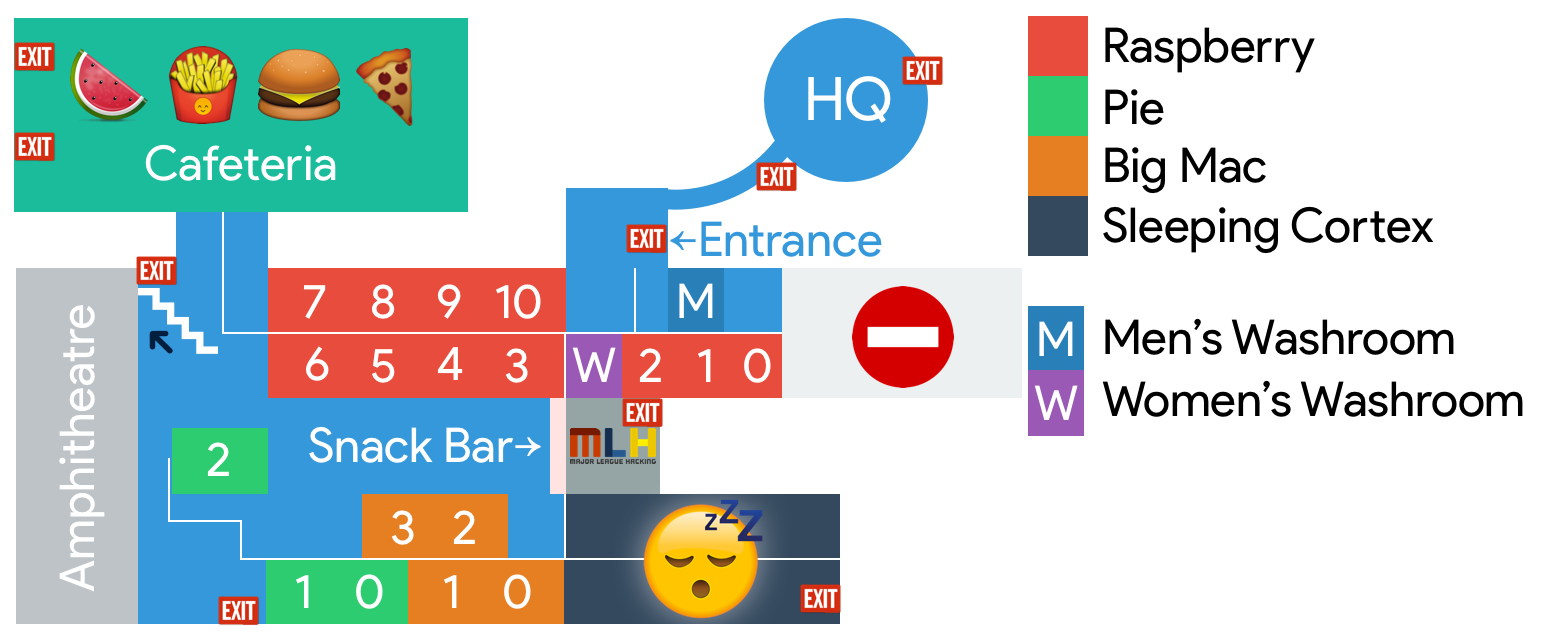 EXIT
EXIT
Cafeteria
HQ
EXIT
EXIT
EXIT
←Entrance
EXIT
7 8 9 10
M
6 5 4 3
W
2 1 0
Amphitheatre
2
Snack Bar→
EXIT
MLH
MAJOR LEAGUE HACKING
3 2
zZZ
1 0
1 0
EXIT
EXIT
Raspberry
Pie
Big Mac
Sleeping Cortex
M Men's Washroom
W Women's Washroom